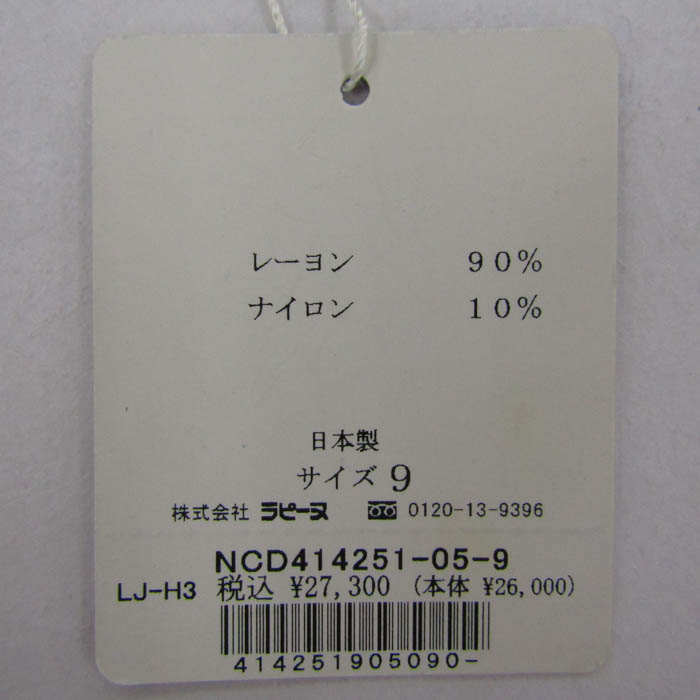 レーヨン ９０％
ナイロン １０％
日本製
サイズ 9
株式会社 ラピーヌ 0120-13-9396
NCD414251-05-9
LJ-H3 税込 ¥27,300 (本体 ¥26,000)
414251905090-